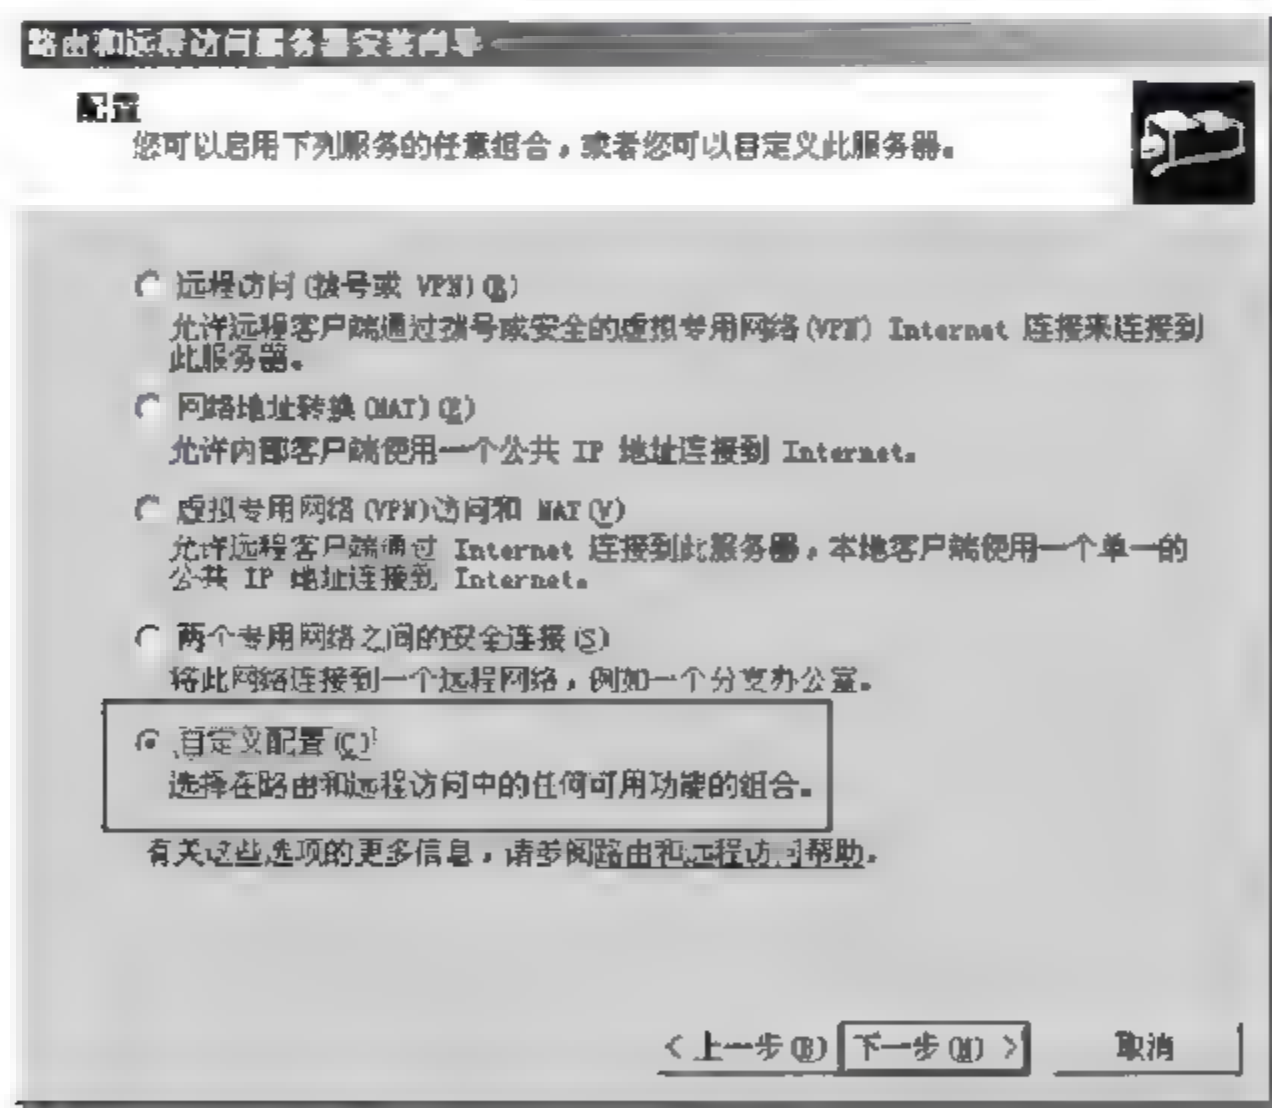 路由和远程访问服务器安装向导
配置
您可以启用下列服务的任意组合，或者您可以自定义此服务器。
远程访问(拨号或 VPN)(R)
允许远程客户端通过拨号或安全的虚拟专用网络(VPN) Internet 连接来连接到
此服务器。
网络地址转换(NAT)(E)
允许内部客户端使用一个公共 IP 地址连接到 Internet。
虚拟专用网络(VPN)访问和 NAT(V)
允许远程客户端通过 Internet 连接到此服务器，本地客户端使用一个单一的
公共 IP 地址连接到 Internet。
两个专用网络之间的安全连接(S)
将此网络连接到一个远程网络，例如一个分支办公室。
自定义配置(C)
选择在路由和远程访问中的任何可用功能的组合。
有关这些选项的更多信息，请参阅路由和远程访问帮助。
< 上一步(B) 下一步(N) > 取消